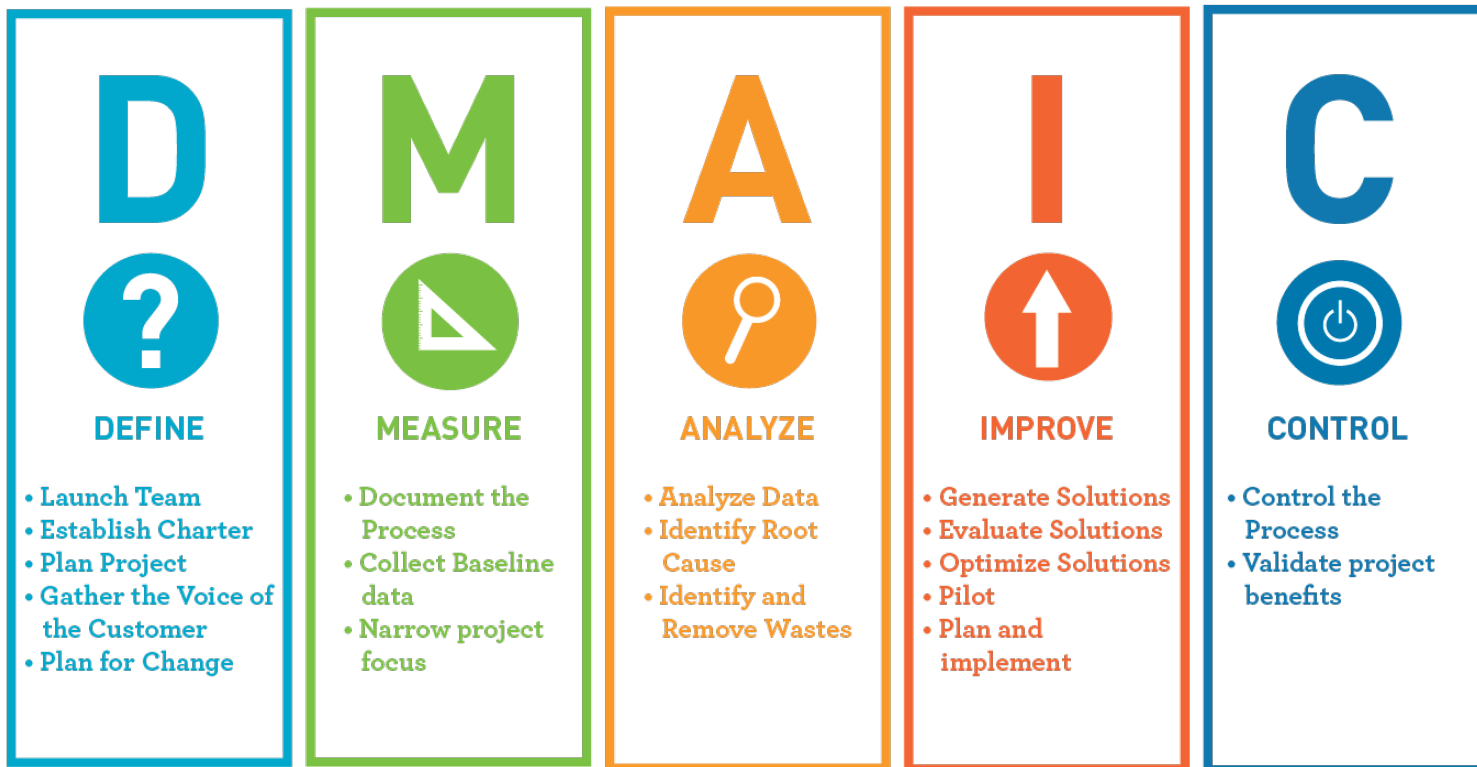 D
?
DEFINE
• Launch Team
• Establish Charter
• Plan Project
• Gather the Voice of
the Customer
• Plan for Change
M
MEASURE
• Document the
Process
• Collect Baseline
data
• Narrow project
focus
A
ANALYZE
• Analyze Data
• Identify Root
Cause
• Identify and
Remove Wastes
I
IMPROVE
• Generate Solutions
• Evaluate Solutions
• Optimize Solutions
• Pilot
• Plan and
implement
C
CONTROL
• Control the
Process
• Validate project
benefits